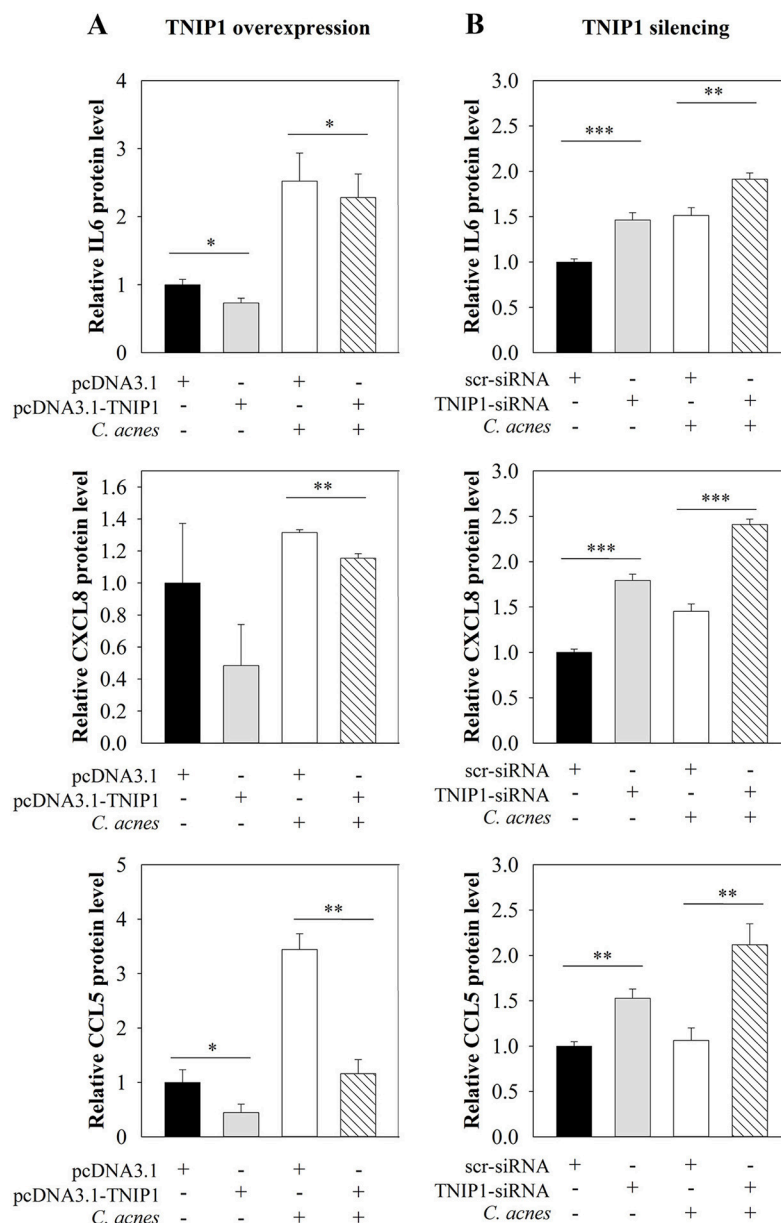 A TNIP1 overexpression
B TNIP1 silencing
Relative IL6 protein level
4
3
2
1
0
*
*
pcDNA3.1 + - + -
pcDNA3.1-TNIP1 - + - +
C. acnes - - + +
Relative IL6 protein level
3.0
2.5
2.0
1.5
1.0
0.5
0.0
***
**
scr-siRNA + - + -
TNIP1-siRNA - + - +
C. acnes - - + +
Relative CXCL8 protein level
1.6
1.4
1.2
1.0
0.8
0.6
0.4
0.2
0.0
**
pcDNA3.1 + - + -
pcDNA3.1-TNIP1 - + - +
C. acnes - - + +
Relative CXCL8 protein level
3.0
2.5
2.0
1.5
1.0
0.5
0.0
***
***
scr-siRNA + - + -
TNIP1-siRNA - + - +
C. acnes - - + +
Relative CCL5 protein level
5
4
3
2
1
0
*
**
pcDNA3.1 + - + -
pcDNA3.1-TNIP1 - + - +
C. acnes - - + +
Relative CCL5 protein level
3.0
2.5
2.0
1.5
1.0
0.5
0.0
**
**
scr-siRNA + - + -
TNIP1-siRNA - + - +
C. acnes - - + +